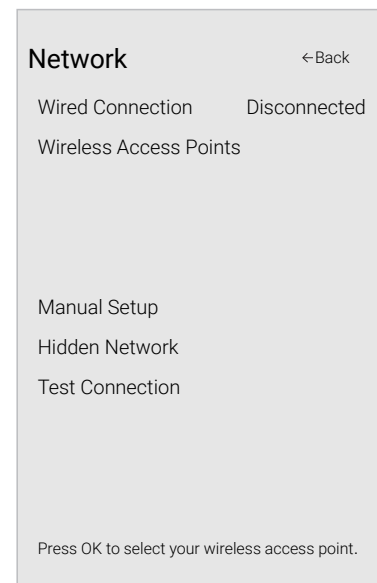 Network ←Back
Wired Connection Disconnected
Wireless Access Points
Manual Setup
Hidden Network
Test Connection
Press OK to select your wireless access point.